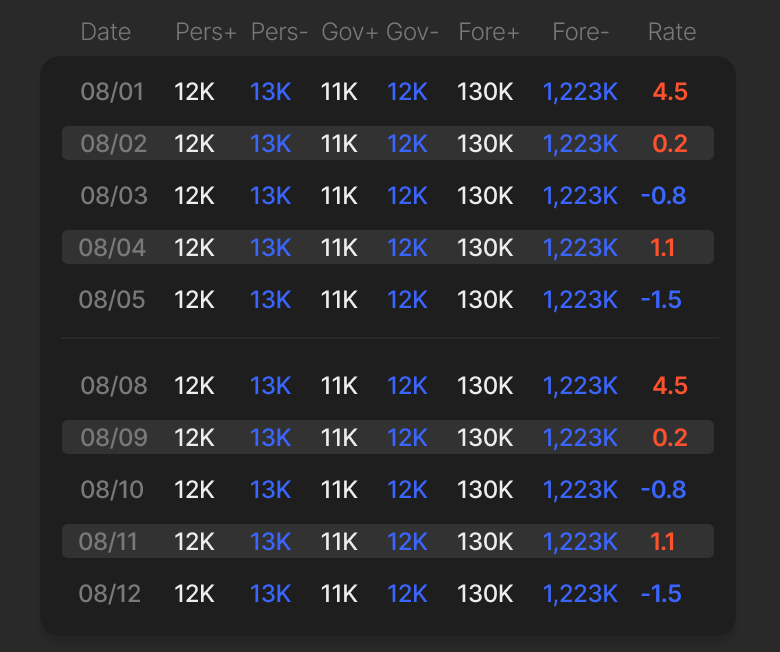 Date Pers+ Pers- Gov+ Gov- Fore+ Fore- Rate
08/01 12K 13K 11K 12K 130K 1,223K 4.5
08/02 12K 13K 11K 12K 130K 1,223K 0.2
08/03 12K 13K 11K 12K 130K 1,223K -0.8
08/04 12K 13K 11K 12K 130K 1,223K 1.1
08/05 12K 13K 11K 12K 130K 1,223K -1.5
08/08 12K 13K 11K 12K 130K 1,223K 4.5
08/09 12K 13K 11K 12K 130K 1,223K 0.2
08/10 12K 13K 11K 12K 130K 1,223K -0.8
08/11 12K 13K 11K 12K 130K 1,223K 1.1
08/12 12K 13K 11K 12K 130K 1,223K -1.5